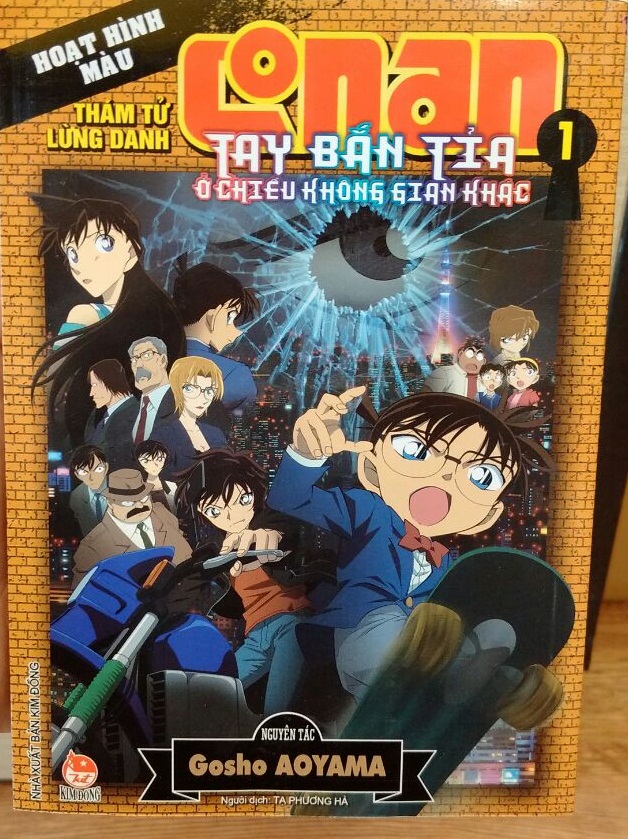 HOẠT HÌNH
MÀU
THÁM TỬ
LỪNG DANH
CONAN
1
TAY BẮN TỈA
Ở CHIỀU KHÔNG GIAN KHÁC
NHÀ XUẤT BẢN KIM ĐỒNG
KIM ĐỒNG
NGUYÊN TÁC
Gosho AOYAMA
Người dịch: TẠ PHƯƠNG HÀ